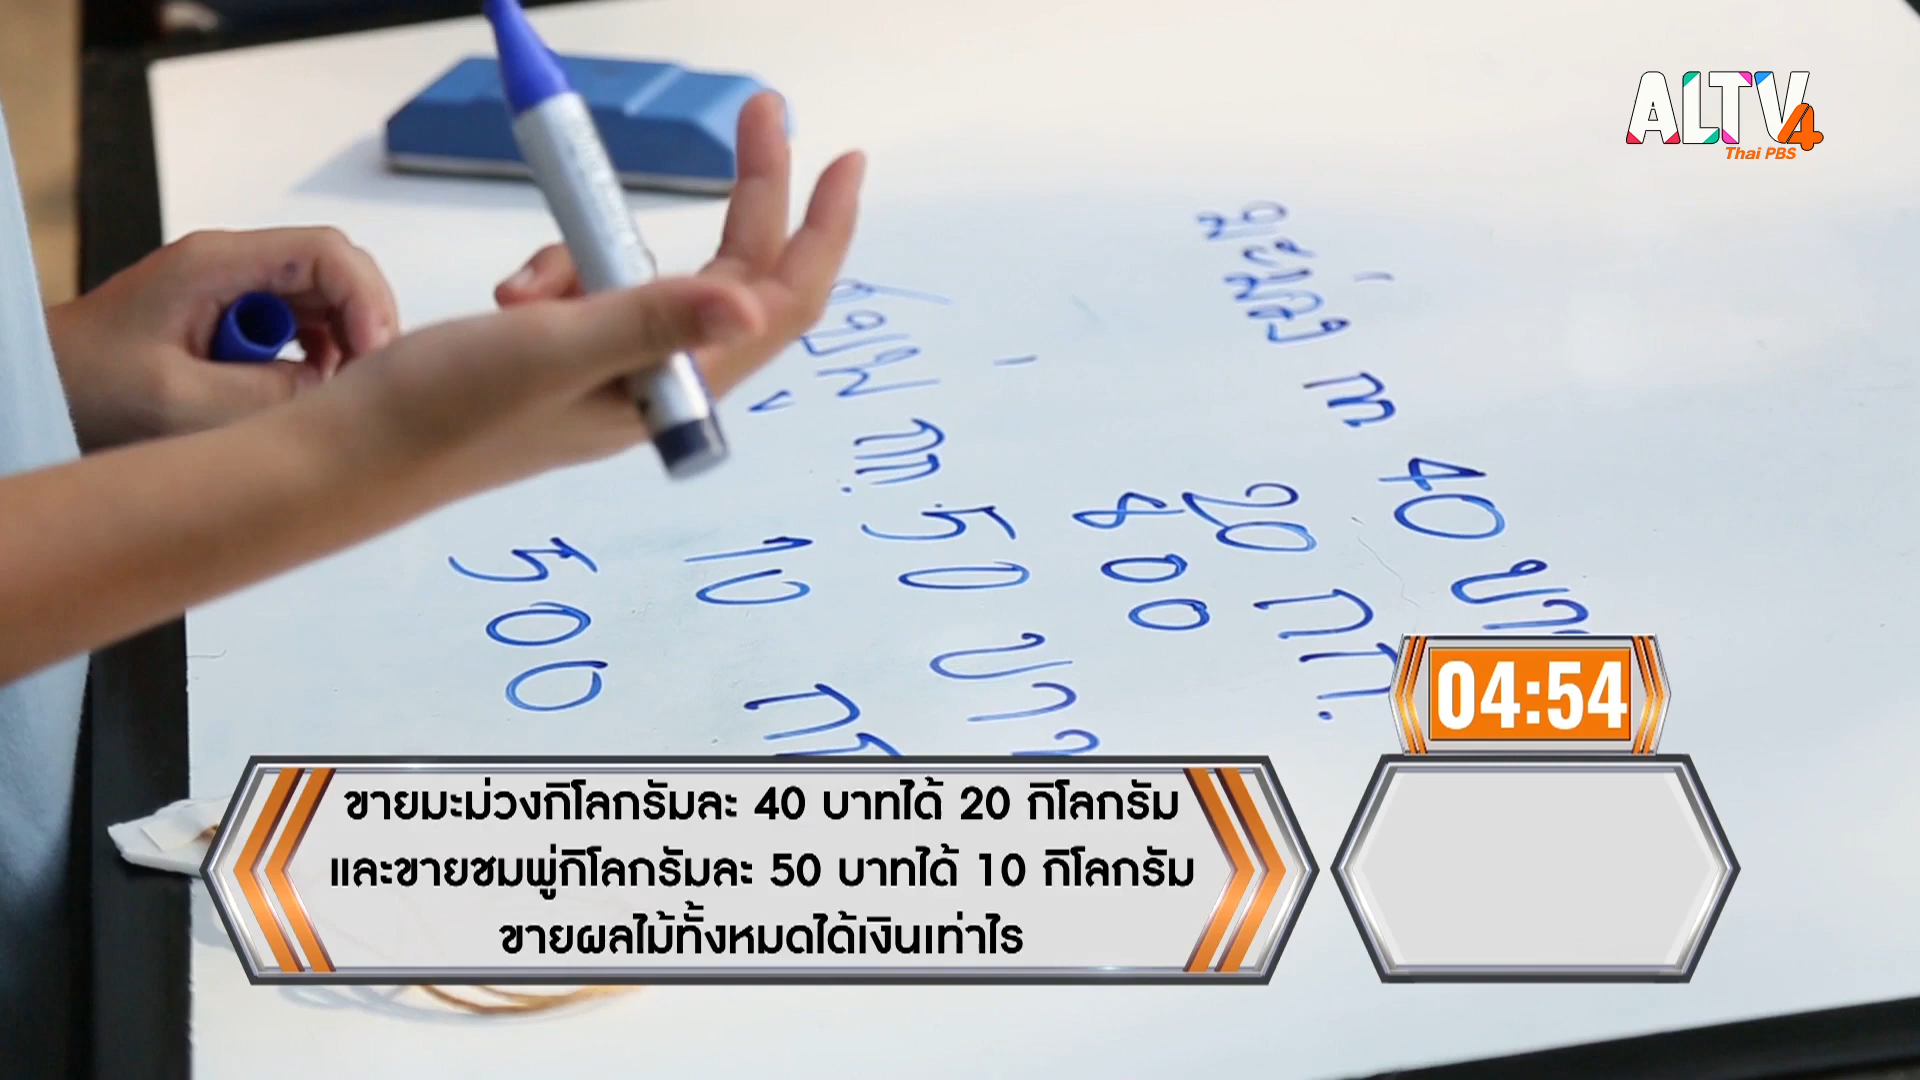 ALTV4
Thai PBS
มะม่วง กก 40 บา
20 กก.
800
ชมพู่ กก. 50 บา
10 กก
500
04:54
ขายมะม่วงกิโลกรัมละ 40 บาทได้ 20 กิโลกรัม
และขายชมพู่กิโลกรัมละ 50 บาทได้ 10 กิโลกรัม
ขายผลไม้ทั้งหมดได้เงินเท่าไร